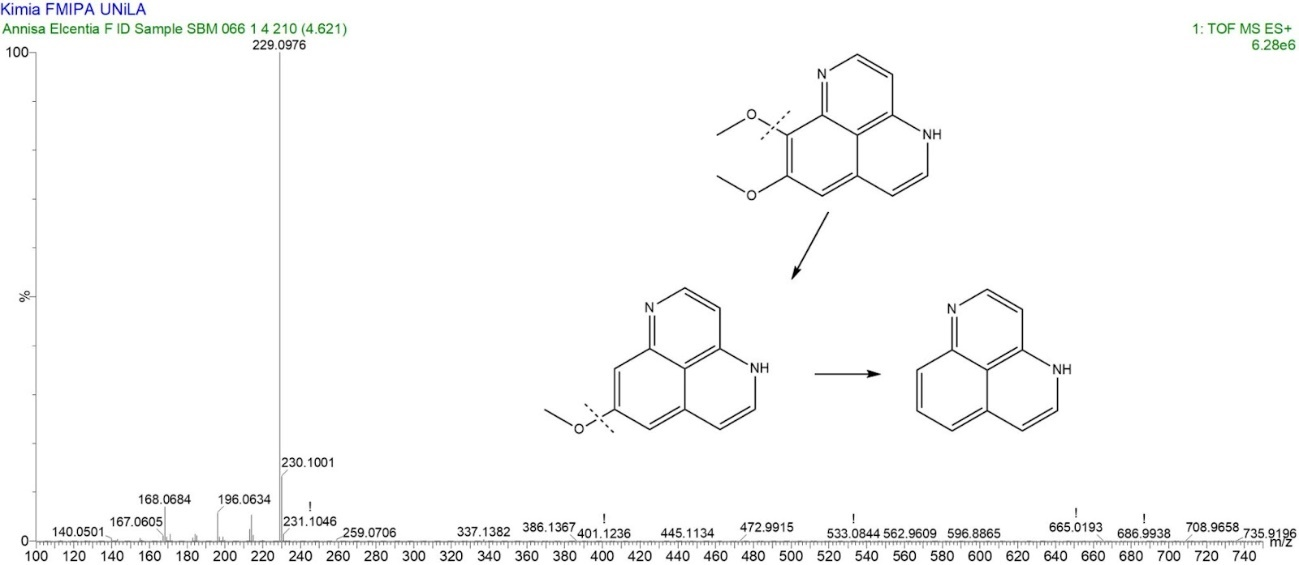 Kimia FMIPA UNiLA
Annisa Elcentia F ID Sample SBM 066 1 4 210 (4.621)
1: TOF MS ES+
6.28e6
229.0976
100
%
0
230.1001
168.0684
196.0634
!
!
!
!
!
140.0501
167.0605
231.1046
259.0706
337.1382
386.1367
401.1236
445.1134
472.9915
533.0844
562.9609
596.8865
665.0193
686.9938
708.9658
735.9196
m/z
100 120 140 160 180 200 220 240 260 280 300 320 340 360 380 400 420 440 460 480 500 520 540 560 580 600 620 640 660 680 700 720 740
N
O
NH
O
N
NH
O
N
NH